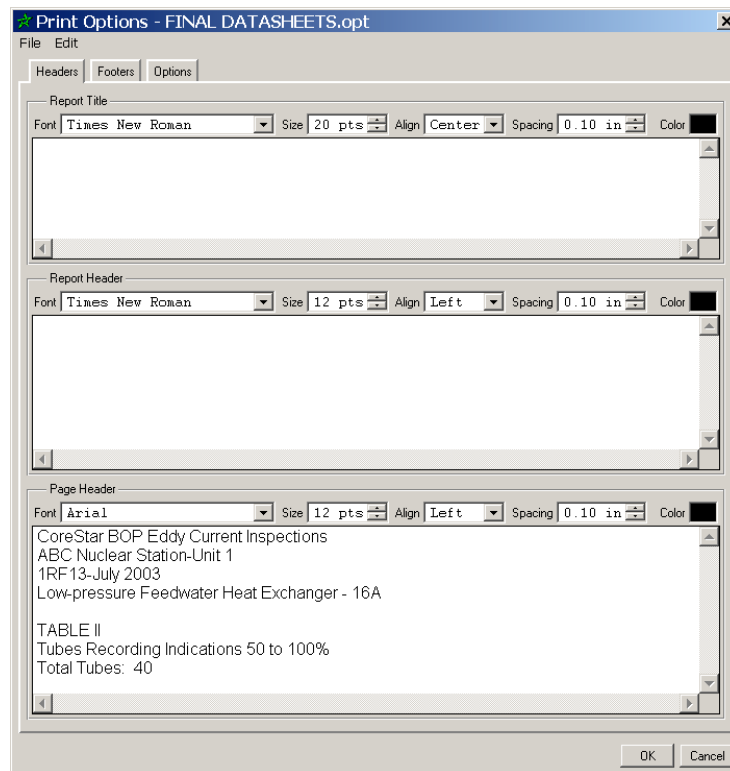 Print Options - FINAL DATASHEETS.opt
File Edit
Headers Footers Options
Report Title
Font Times New Roman Size 20 pts Align Center Spacing 0.10 in Color
Report Header
Font Times New Roman Size 12 pts Align Left Spacing 0.10 in Color
Page Header
Font Arial Size 12 pts Align Left Spacing 0.10 in Color
CoreStar BOP Eddy Current Inspections
ABC Nuclear Station-Unit 1
1RF13-July 2003
Low-pressure Feedwater Heat Exchanger - 16A
TABLE II
Tubes Recording Indications 50 to 100%
Total Tubes: 40
OK Cancel